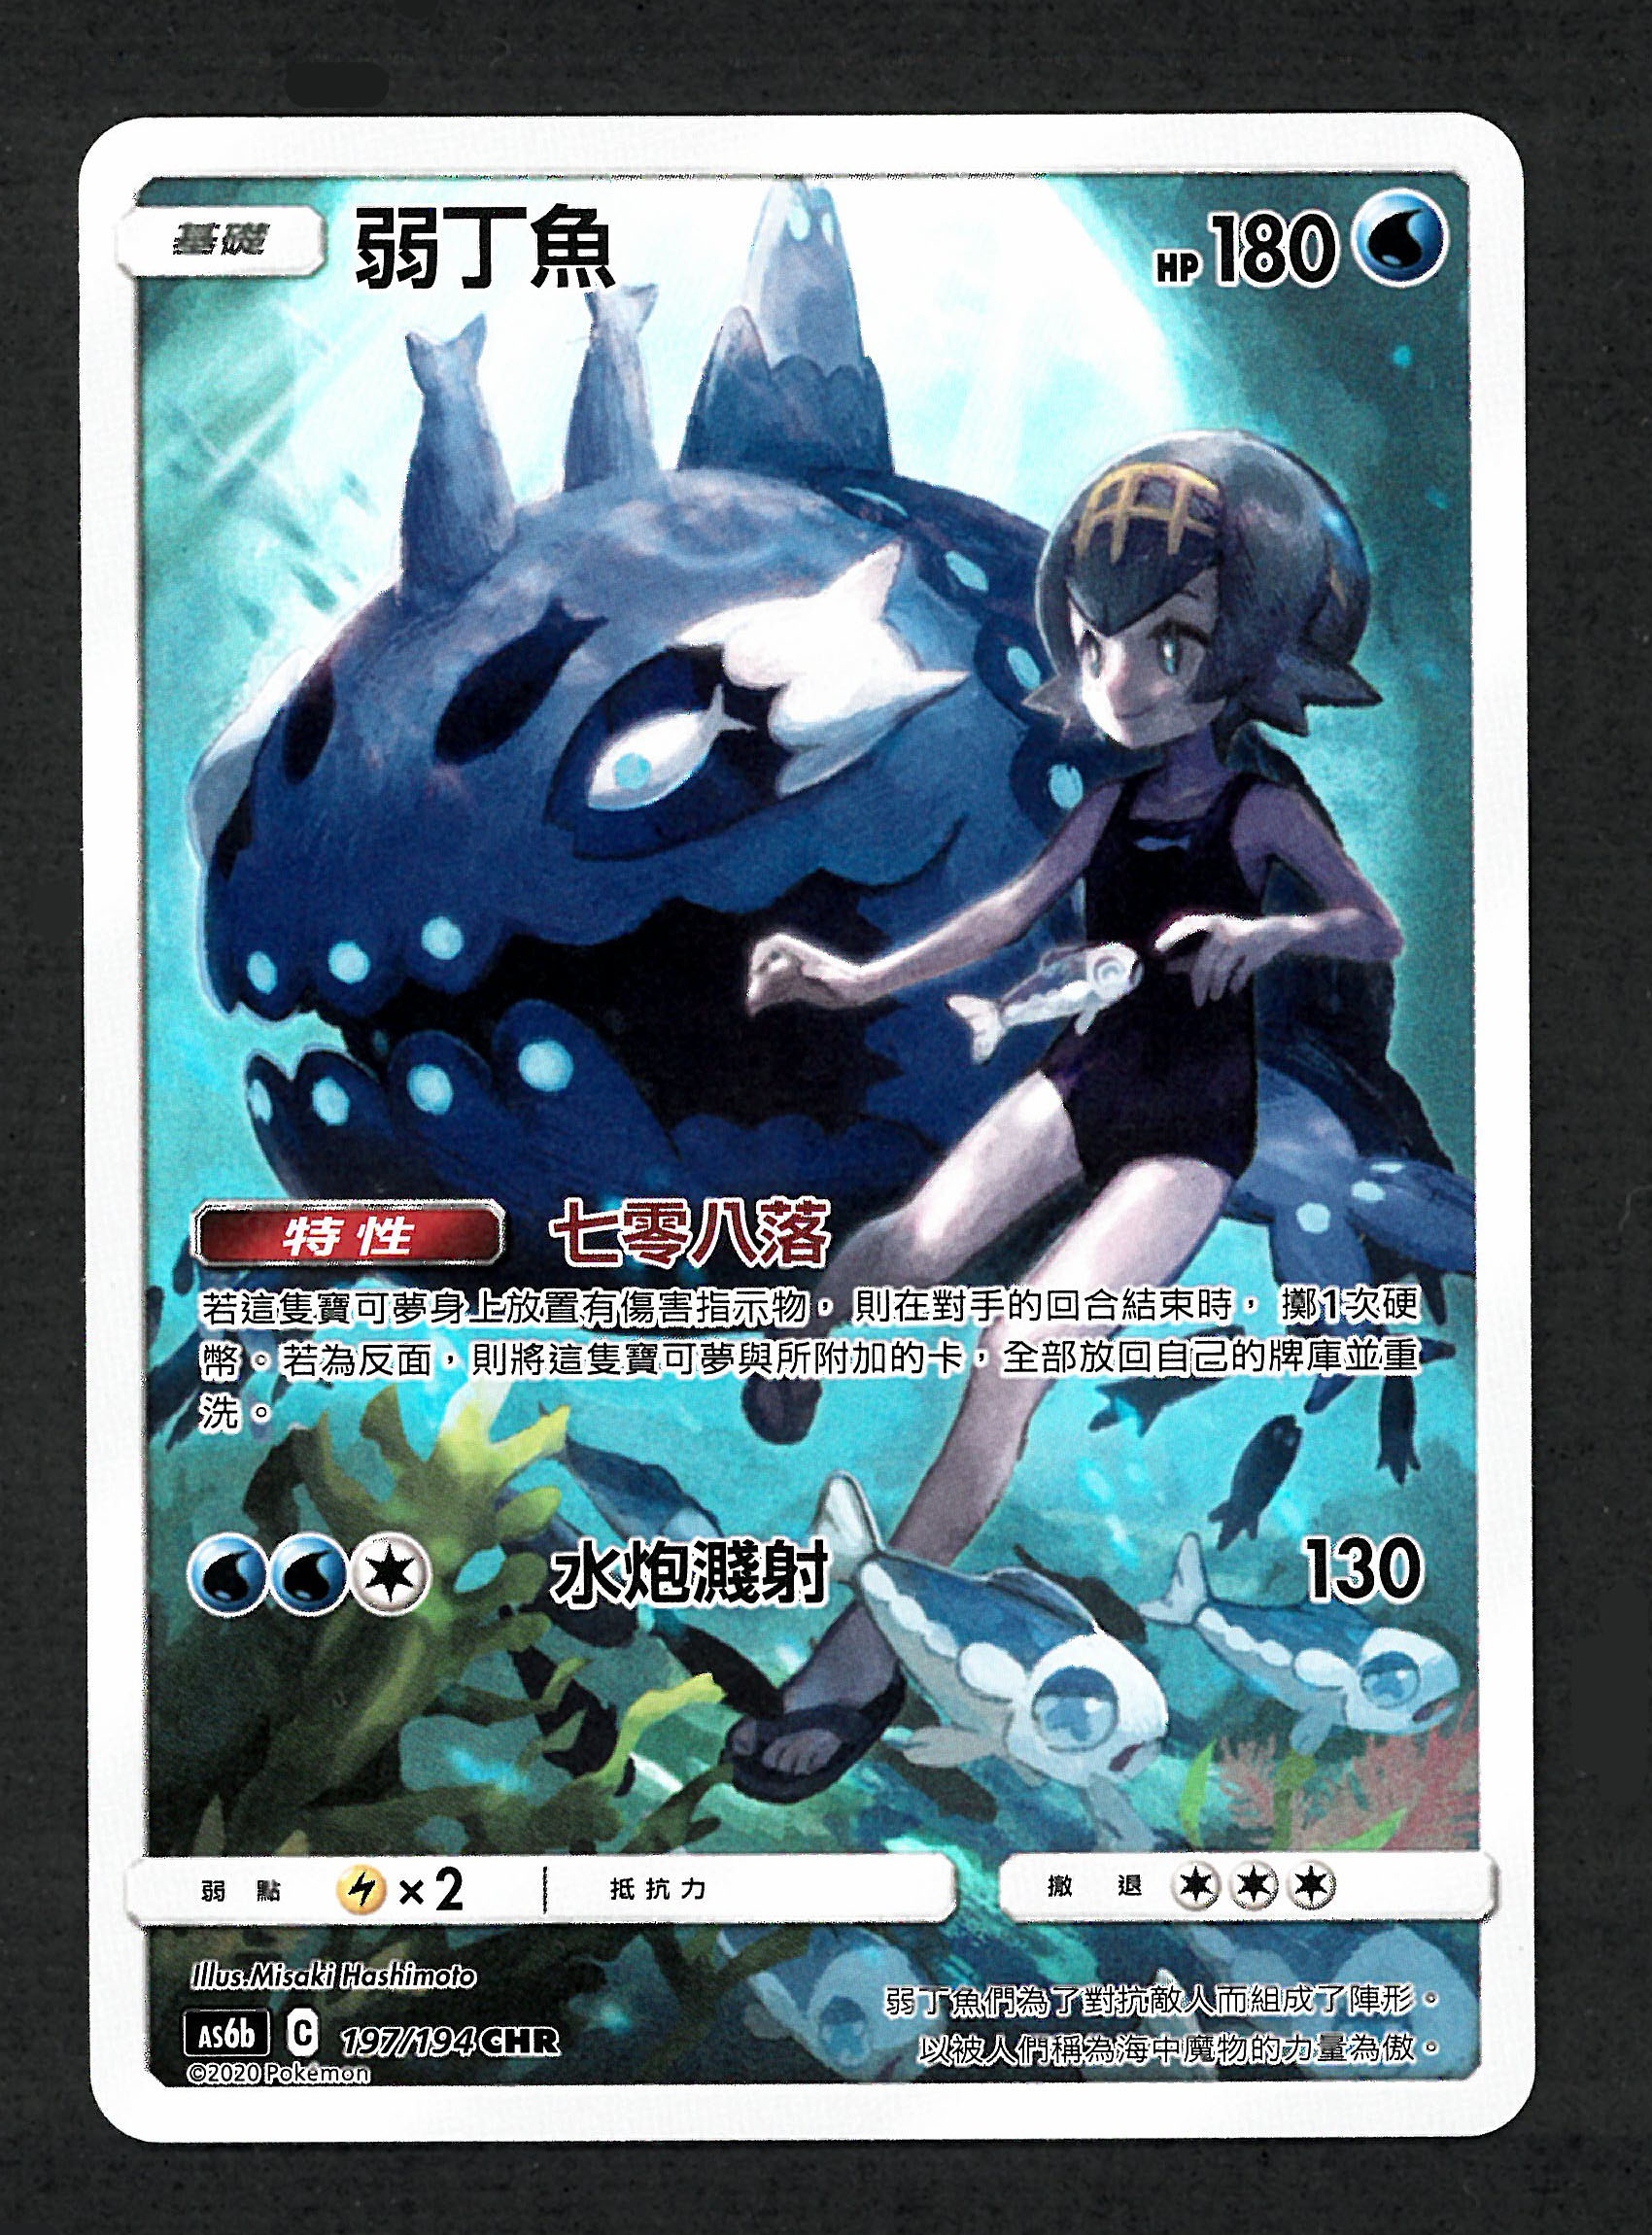 基礎
弱丁魚
HP180
特性
七零八落
若這隻寶可夢身上放置有傷害指示物，則在對手的回合結束時，擲1次硬
幣。若為反面，則將這隻寶可夢與所附加的卡，全部放回自己的牌庫並重
洗。
水炮濺射 130
弱點 ×2 抵抗力 撤退
Illus.Misaki Hashimoto
AS6b C 197/194 CHR
©2020 Pokémon
弱丁魚們為了對抗敵人而組成了陣形。
以被人們稱為海中魔物的力量為傲。